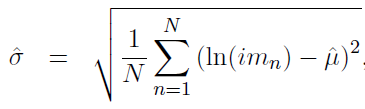 σ̂ = √( (1/N) ∑_{n=1}^{N} (ln(im_n) − μ̂)² ),